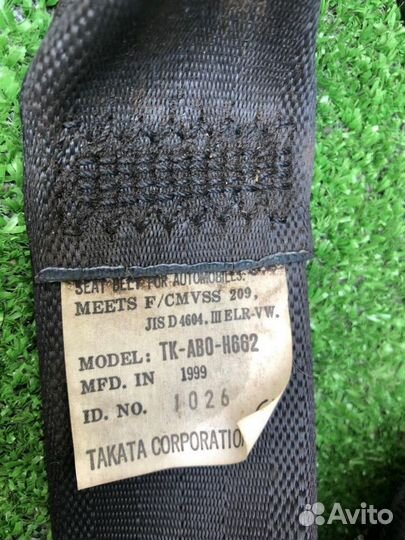 SEAT BELT FOR AUTOMOBILES:
MEETS F/CMVSS 209,
JIS D 4604. III ELR-VW.
MODEL: TK-AB0-H662
MFD. IN 1999
ID. NO. 1026
TAKATA CORPORATION
Avito